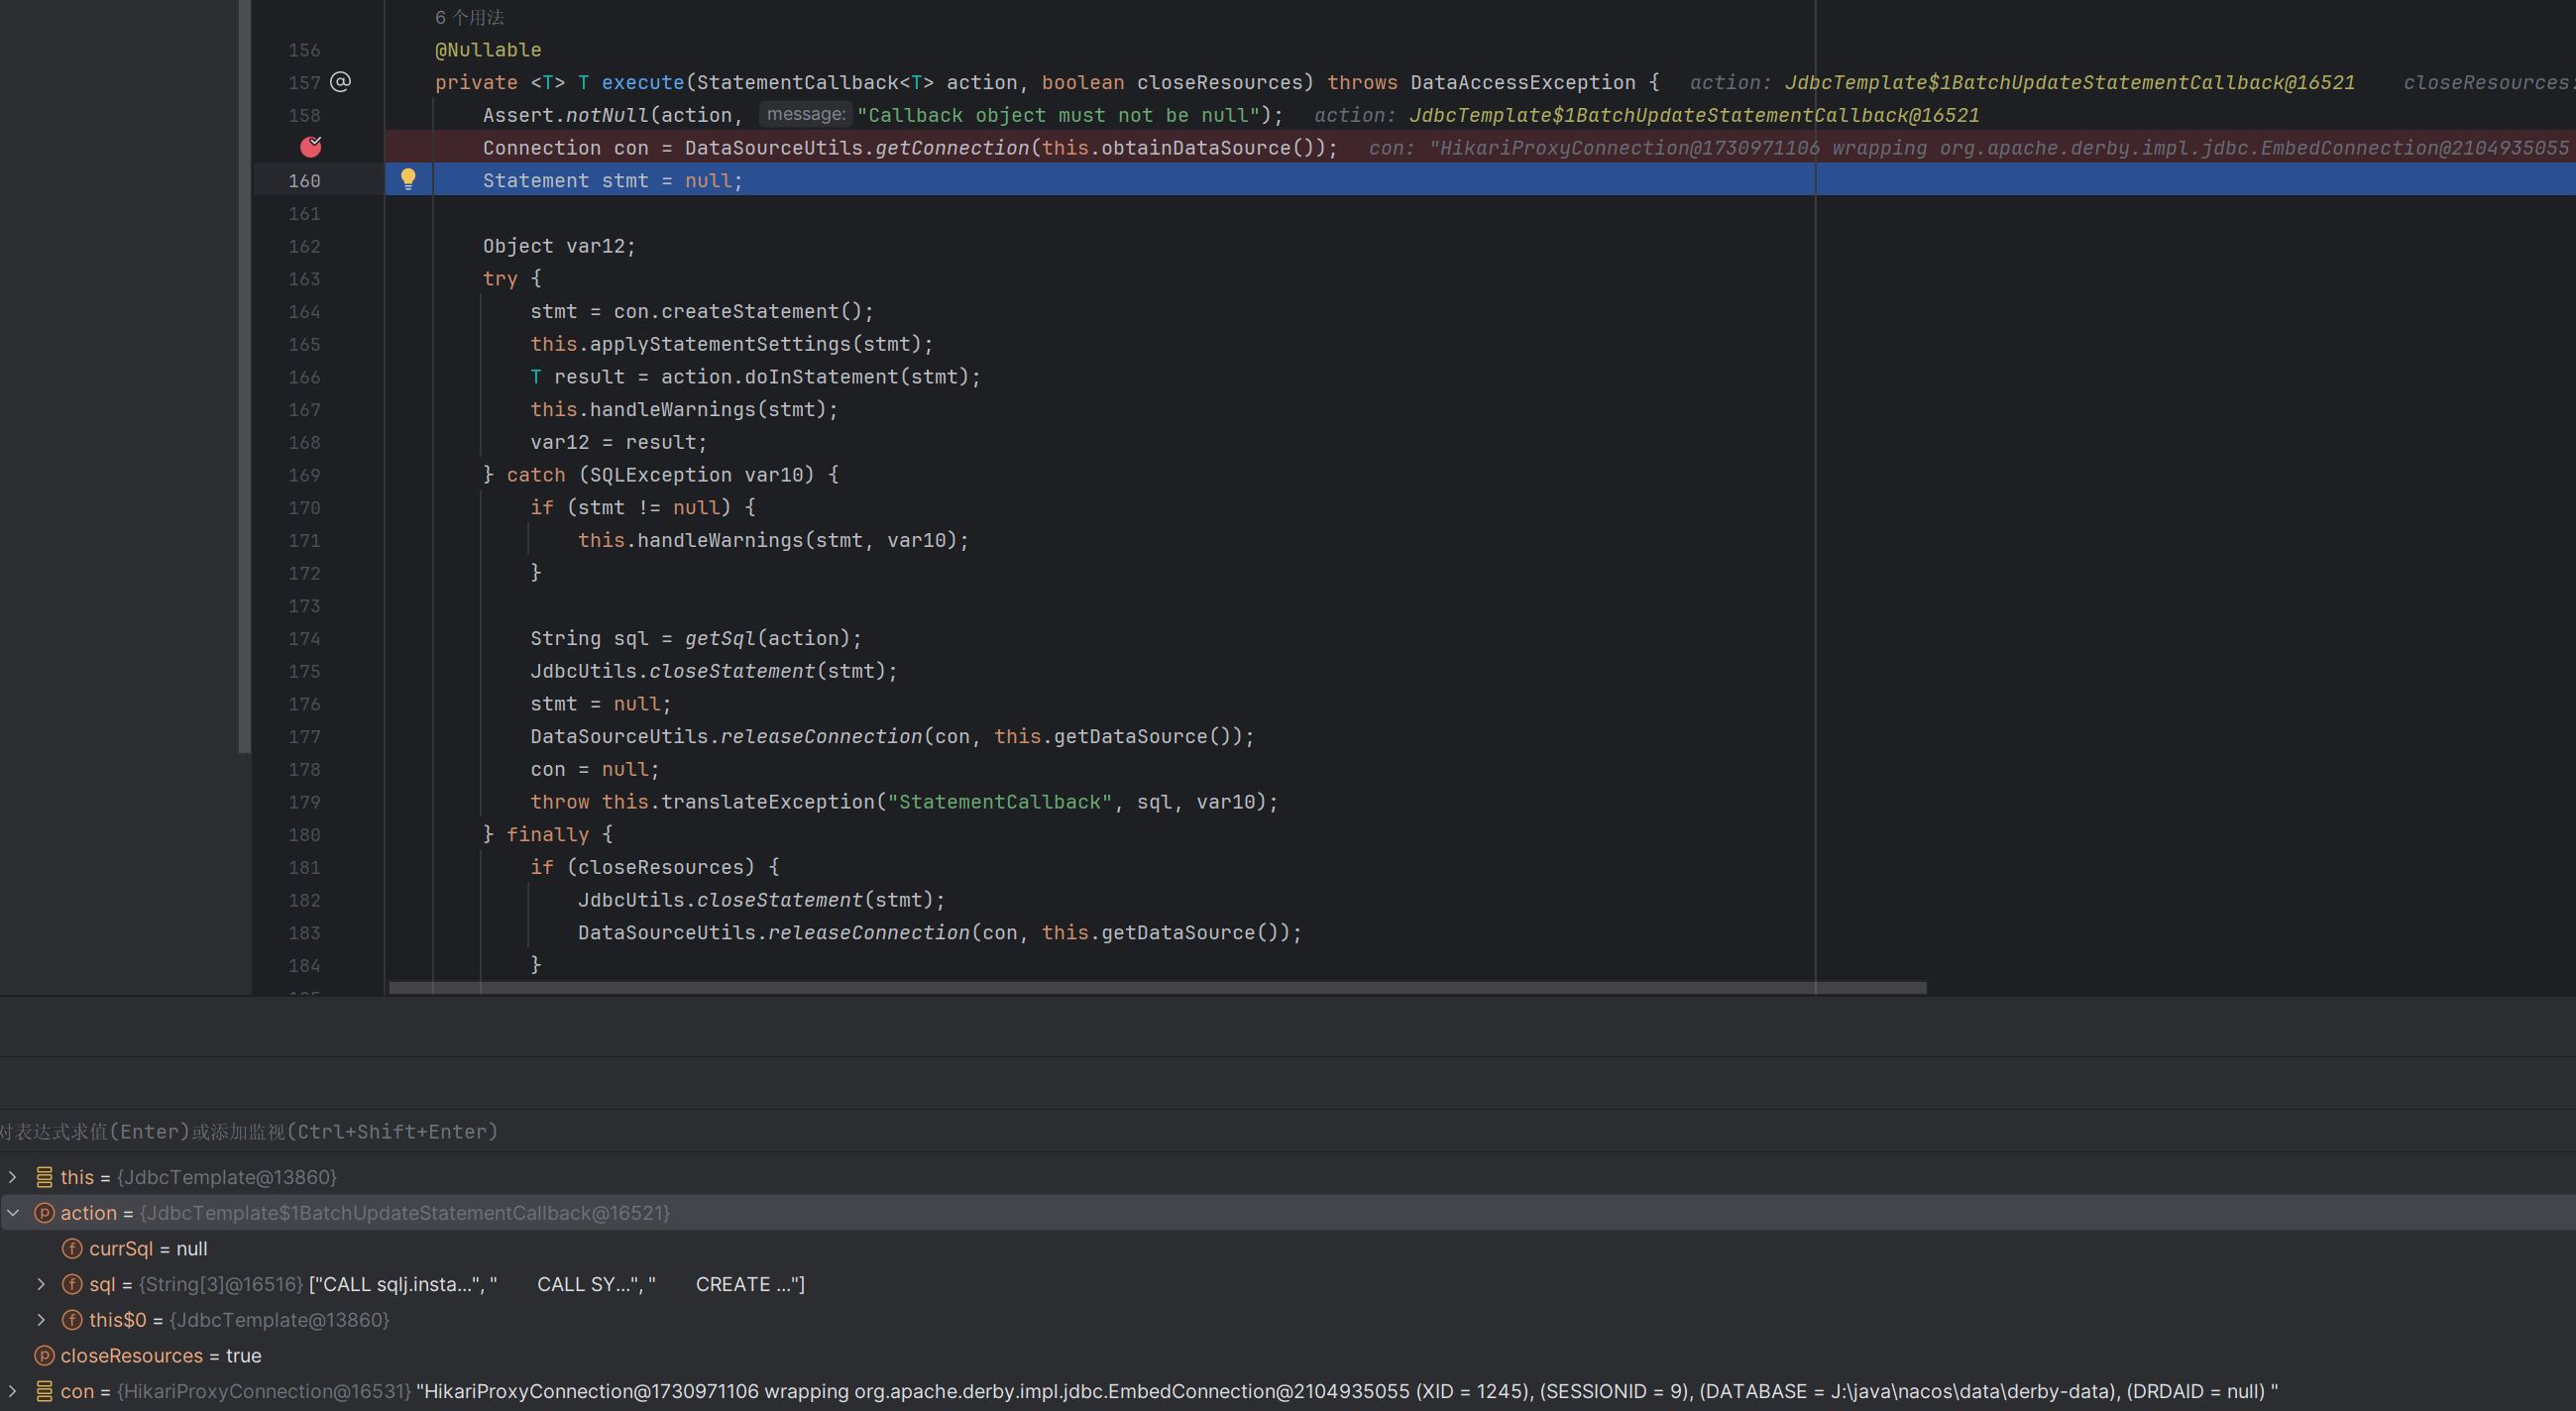 6 个用法
156 @Nullable
157 private <T> T execute(StatementCallback<T> action, boolean closeResources) throws DataAccessException { action: JdbcTemplate$1BatchUpdateStatementCallback@16521 closeResources:
158 Assert.notNull(action, message: "Callback object must not be null"); action: JdbcTemplate$1BatchUpdateStatementCallback@16521
Connection con = DataSourceUtils.getConnection(this.obtainDataSource()); con: "HikariProxyConnection@1730971106 wrapping org.apache.derby.impl.jdbc.EmbedConnection@2104935055
160 Statement stmt = null;
161
162 Object var12;
163 try {
164 stmt = con.createStatement();
165 this.applyStatementSettings(stmt);
166 T result = action.doInStatement(stmt);
167 this.handleWarnings(stmt);
168 var12 = result;
169 } catch (SQLException var10) {
170 if (stmt != null) {
171 this.handleWarnings(stmt, var10);
172 }
173
174 String sql = getSql(action);
175 JdbcUtils.closeStatement(stmt);
176 stmt = null;
177 DataSourceUtils.releaseConnection(con, this.getDataSource());
178 con = null;
179 throw this.translateException("StatementCallback", sql, var10);
180 } finally {
181 if (closeResources) {
182 JdbcUtils.closeStatement(stmt);
183 DataSourceUtils.releaseConnection(con, this.getDataSource());
184 }
对表达式求值(Enter)或添加监视(Ctrl+Shift+Enter)
this = {JdbcTemplate@13860}
action = {JdbcTemplate$1BatchUpdateStatementCallback@16521}
currSql = null
sql = {String[3]@16516} ["CALL sqlj.insta...", " CALL SY...", " CREATE ..."]
this$0 = {JdbcTemplate@13860}
closeResources = true
con = {HikariProxyConnection@16531} "HikariProxyConnection@1730971106 wrapping org.apache.derby.impl.jdbc.EmbedConnection@2104935055 (XID = 1245), (SESSIONID = 9), (DATABASE = J:\java\nacos\data\derby-data), (DRDAID = null) "